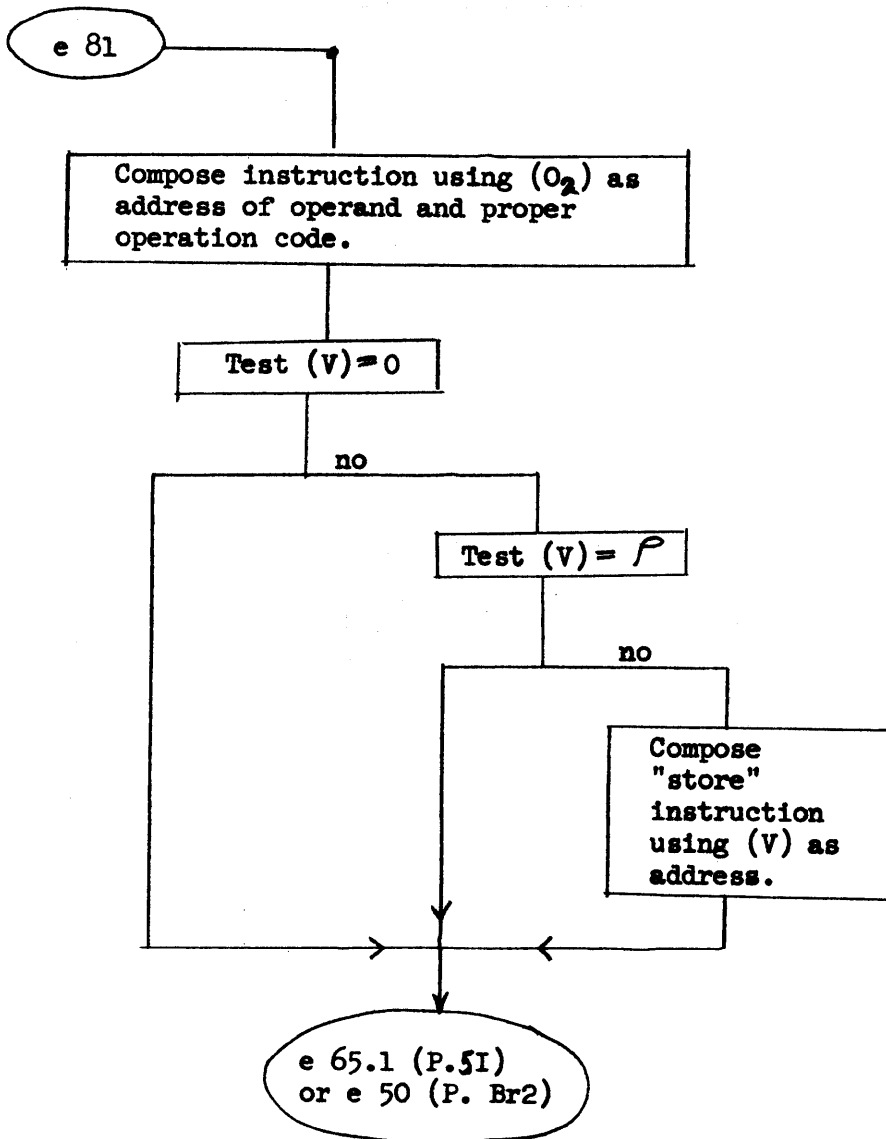 e 81
Compose instruction using (O₂) as
address of operand and proper
operation code.
Test (V)=0
no
Test (V)= ρ
no
Compose
"store"
instruction
using (V) as
address.
e 65.1 (P.5I)
or e 50 (P. Br2)